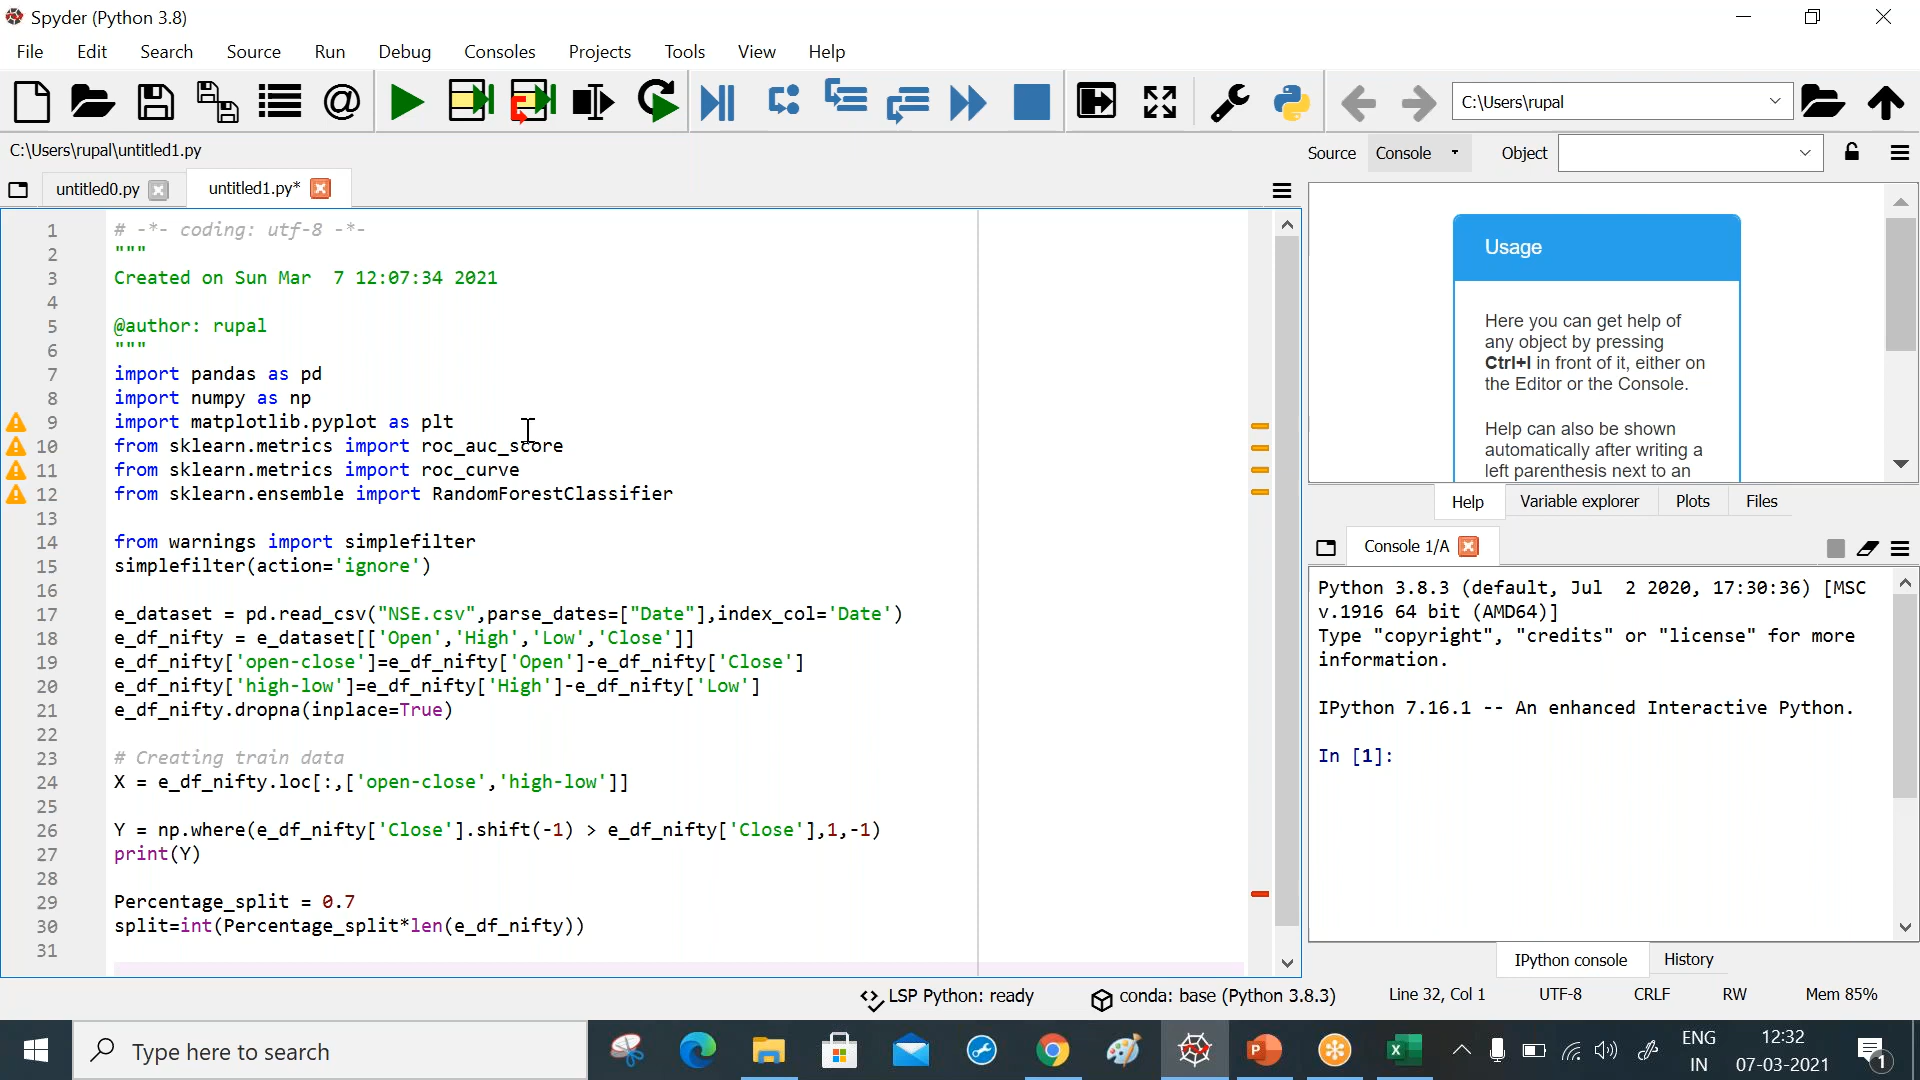 Spyder (Python 3.8)
File Edit Search Source Run Debug Consoles Projects Tools View Help
C:\Users\rupal
C:\Users\rupal\untitled1.py
Source Console Object
untitled0.py untitled1.py*
1 # -*- coding: utf-8 -*-
2 """
3 Created on Sun Mar  7 12:07:34 2021
4
5 @author: rupal
6 """
7 import pandas as pd
8 import numpy as np
9 import matplotlib.pyplot as plt
10 from sklearn.metrics import roc_auc_score
11 from sklearn.metrics import roc_curve
12 from sklearn.ensemble import RandomForestClassifier
13
14 from warnings import simplefilter
15 simplefilter(action='ignore')
16
17 e_dataset = pd.read_csv("NSE.csv",parse_dates=["Date"],index_col='Date')
18 e_df_nifty = e_dataset[['Open','High','Low','Close']]
19 e_df_nifty['open-close']=e_df_nifty['Open']-e_df_nifty['Close']
20 e_df_nifty['high-low']=e_df_nifty['High']-e_df_nifty['Low']
21 e_df_nifty.dropna(inplace=True)
22
23 # Creating train data
24 X = e_df_nifty.loc[:,['open-close','high-low']]
25
26 Y = np.where(e_df_nifty['Close'].shift(-1) > e_df_nifty['Close'],1,-1)
27 print(Y)
28
29 Percentage_split = 0.7
30 split=int(Percentage_split*len(e_df_nifty))
31
Usage
Here you can get help of
any object by pressing
Ctrl+I in front of it, either on
the Editor or the Console.
Help can also be shown
automatically after writing a
left parenthesis next to an
Help Variable explorer Plots Files
Console 1/A
Python 3.8.3 (default, Jul  2 2020, 17:30:36) [MSC
v.1916 64 bit (AMD64)]
Type "copyright", "credits" or "license" for more
information.
IPython 7.16.1 -- An enhanced Interactive Python.
In [1]:
IPython console History
LSP Python: ready conda: base (Python 3.8.3) Line 32, Col 1 UTF-8 CRLF RW Mem 85%
Type here to search
ENG
IN
12:32
07-03-2021
1